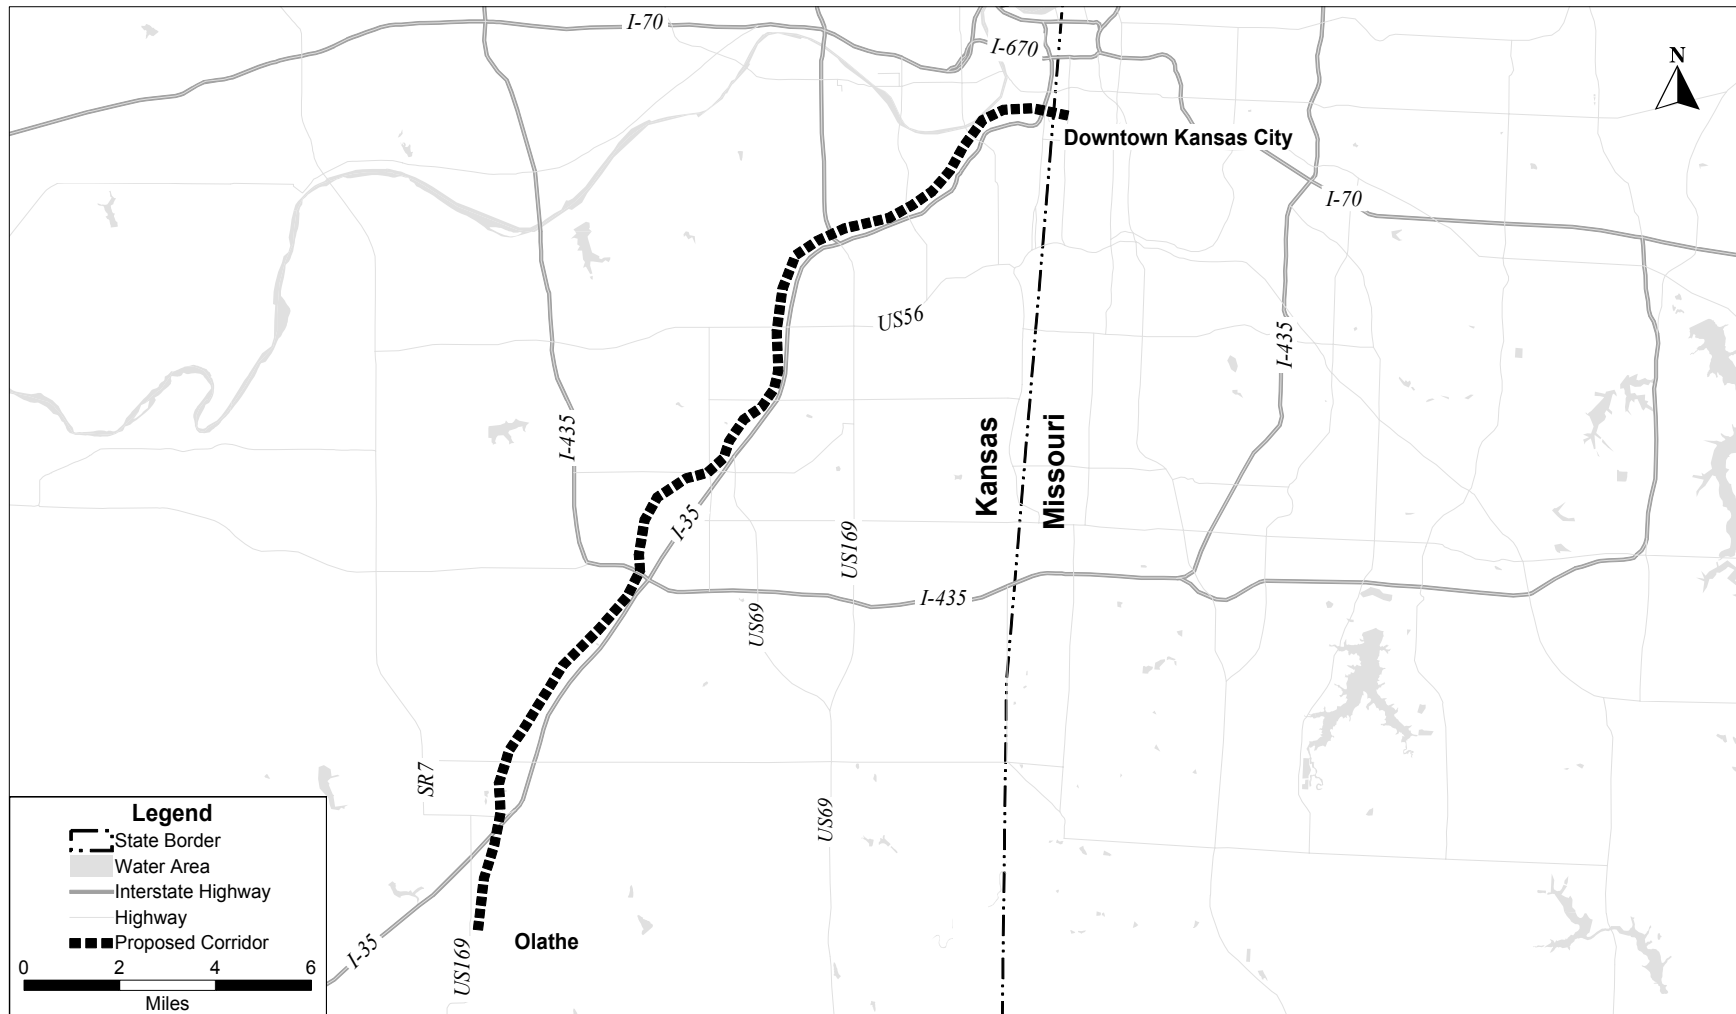 I-70
I-670
N
Downtown Kansas City
I-70
US56
I-435
I-435
Kansas
Missouri
I-35
US169
I-435
US69
SR7
US69
Legend
State Border
Water Area
Interstate Highway
Highway
Proposed Corridor
0 2 4 6
Miles
I-35
US169
Olathe